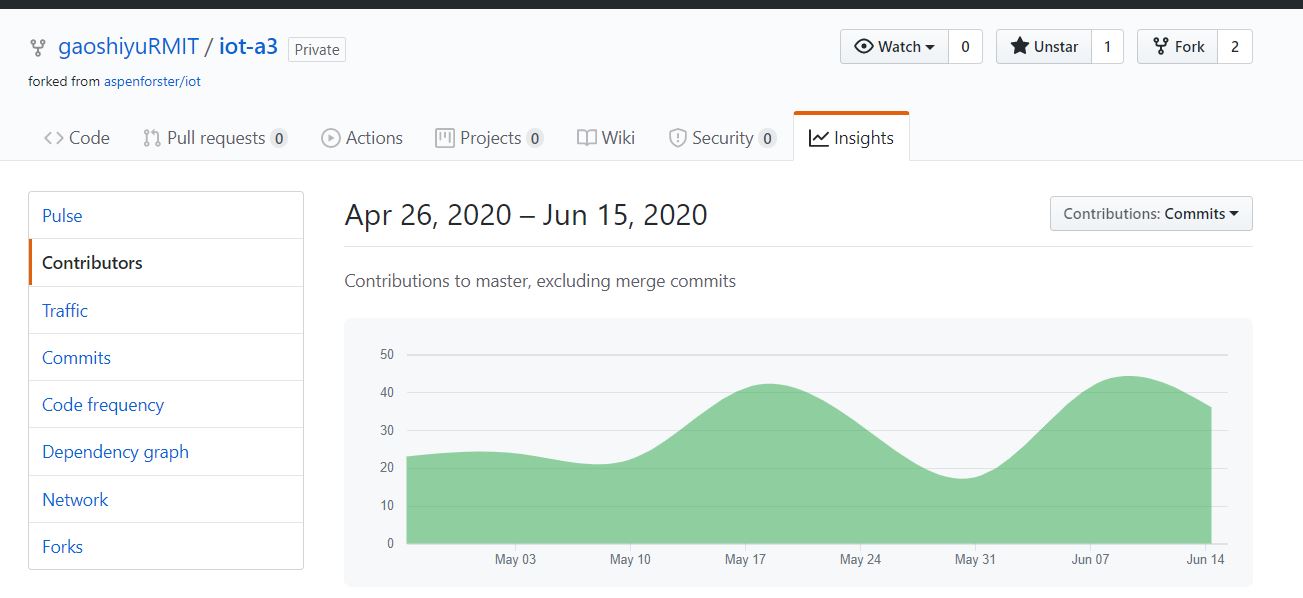 gaoshiyuRMIT / iot-a3 Private
Watch 0 Unstar 1 Fork 2
forked from aspenforster/iot
Code Pull requests 0 Actions Projects 0 Wiki Security 0 Insights
Pulse
Contributors
Traffic
Commits
Code frequency
Dependency graph
Network
Forks
Apr 26, 2020 – Jun 15, 2020
Contributions: Commits
Contributions to master, excluding merge commits
50
40
30
20
10
0
May 03 May 10 May 17 May 24 May 31 Jun 07 Jun 14